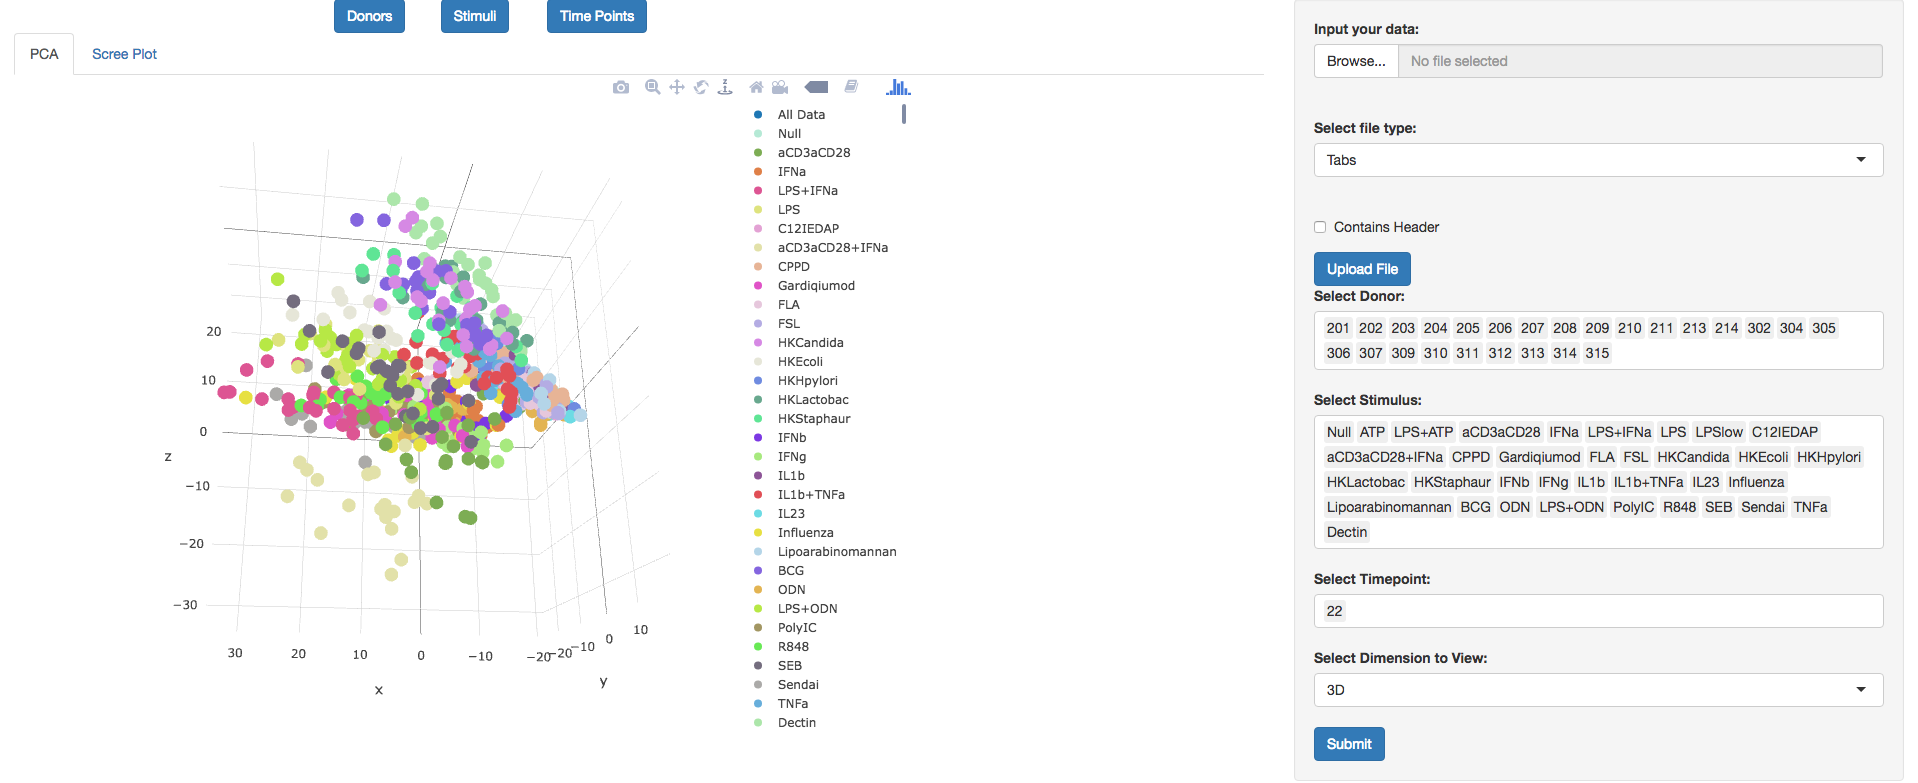 Donors Stimuli Time Points
PCA Scree Plot
z
All Data
Null
aCD3aCD28
IFNa
LPS+IFNa
LPS
C12IEDAP
aCD3aCD28+IFNa
CPPD
Gardiqiumod
FLA
FSL
HKCandida
HKEcoli
HKHpylori
HKLactobac
HKStaphaur
IFNb
IFNg
IL1b
IL1b+TNFa
IL23
Influenza
Lipoarabinomannan
BCG
ODN
LPS+ODN
PolyIC
R848
SEB
Sendai
TNFa
Dectin
20
10
0
z
−10
−20
−30
30 20 10 0 −10 −20
x
−20 −10 0 10
y
Input your data:
Browse... No file selected
Select file type:
Tabs
Contains Header
Upload File
Select Donor:
201 202 203 204 205 206 207 208 209 210 211 213 214 302 304 305
306 307 309 310 311 312 313 314 315
Select Stimulus:
Null ATP LPS+ATP aCD3aCD28 IFNa LPS+IFNa LPS LPSlow C12IEDAP
aCD3aCD28+IFNa CPPD Gardiqiumod FLA FSL HKCandida HKEcoli HKHpylori
HKLactobac HKStaphaur IFNb IFNg IL1b IL1b+TNFa IL23 Influenza
Lipoarabinomannan BCG ODN LPS+ODN PolyIC R848 SEB Sendai TNFa
Dectin
Select Timepoint:
22
Select Dimension to View:
3D
Submit